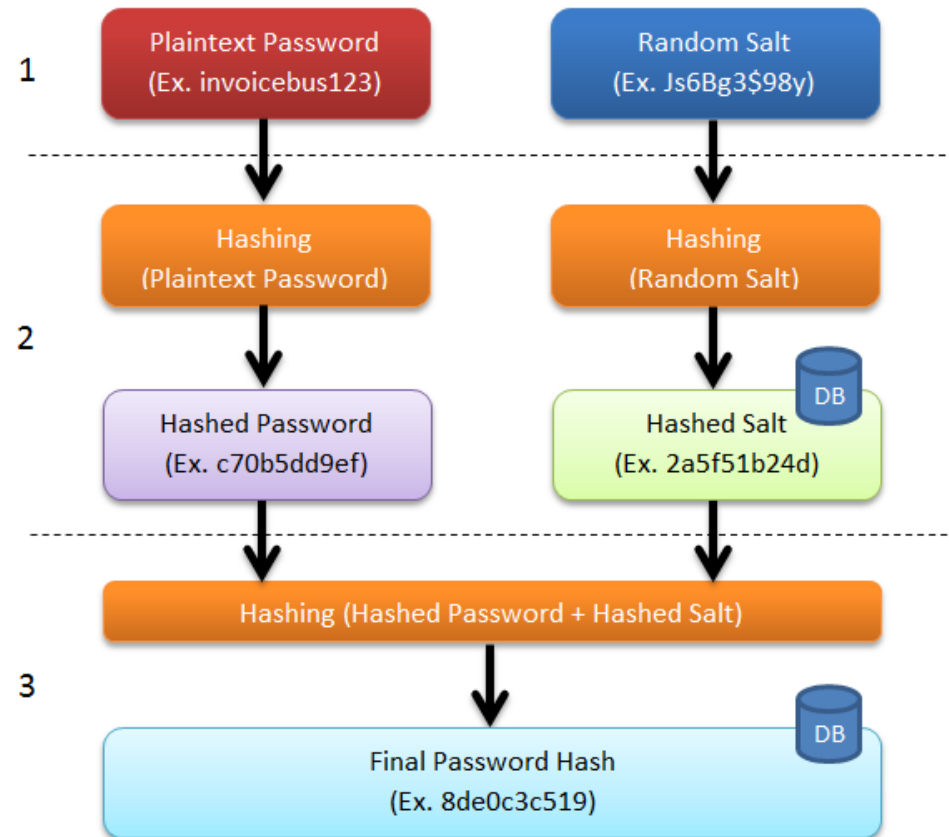 1
Plaintext Password
(Ex. invoicebus123)
Random Salt
(Ex. Js6Bg3$98y)
Hashing
(Plaintext Password)
Hashing
(Random Salt)
2
Hashed Password
(Ex. c70b5dd9ef)
DB
Hashed Salt
(Ex. 2a5f51b24d)
Hashing (Hashed Password + Hashed Salt)
3
DB
Final Password Hash
(Ex. 8de0c3c519)